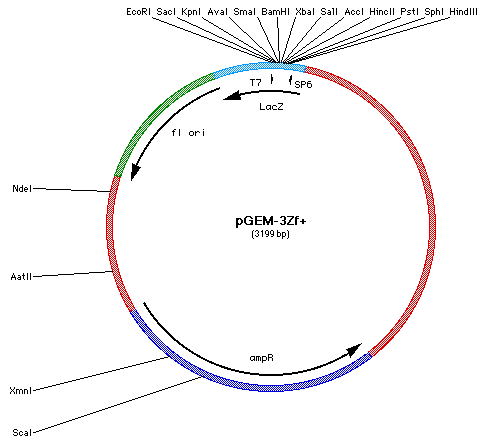 EcoRI SacI KpnI AvaI SmaI BamHI XbaI SalI AccI HincII PstI SphI HindIII
T7 SP6
LacZ
f1 ori
NdeI
pGEM-3Zf+
(3199 bp)
AatII
ampR
XmnI
ScaI